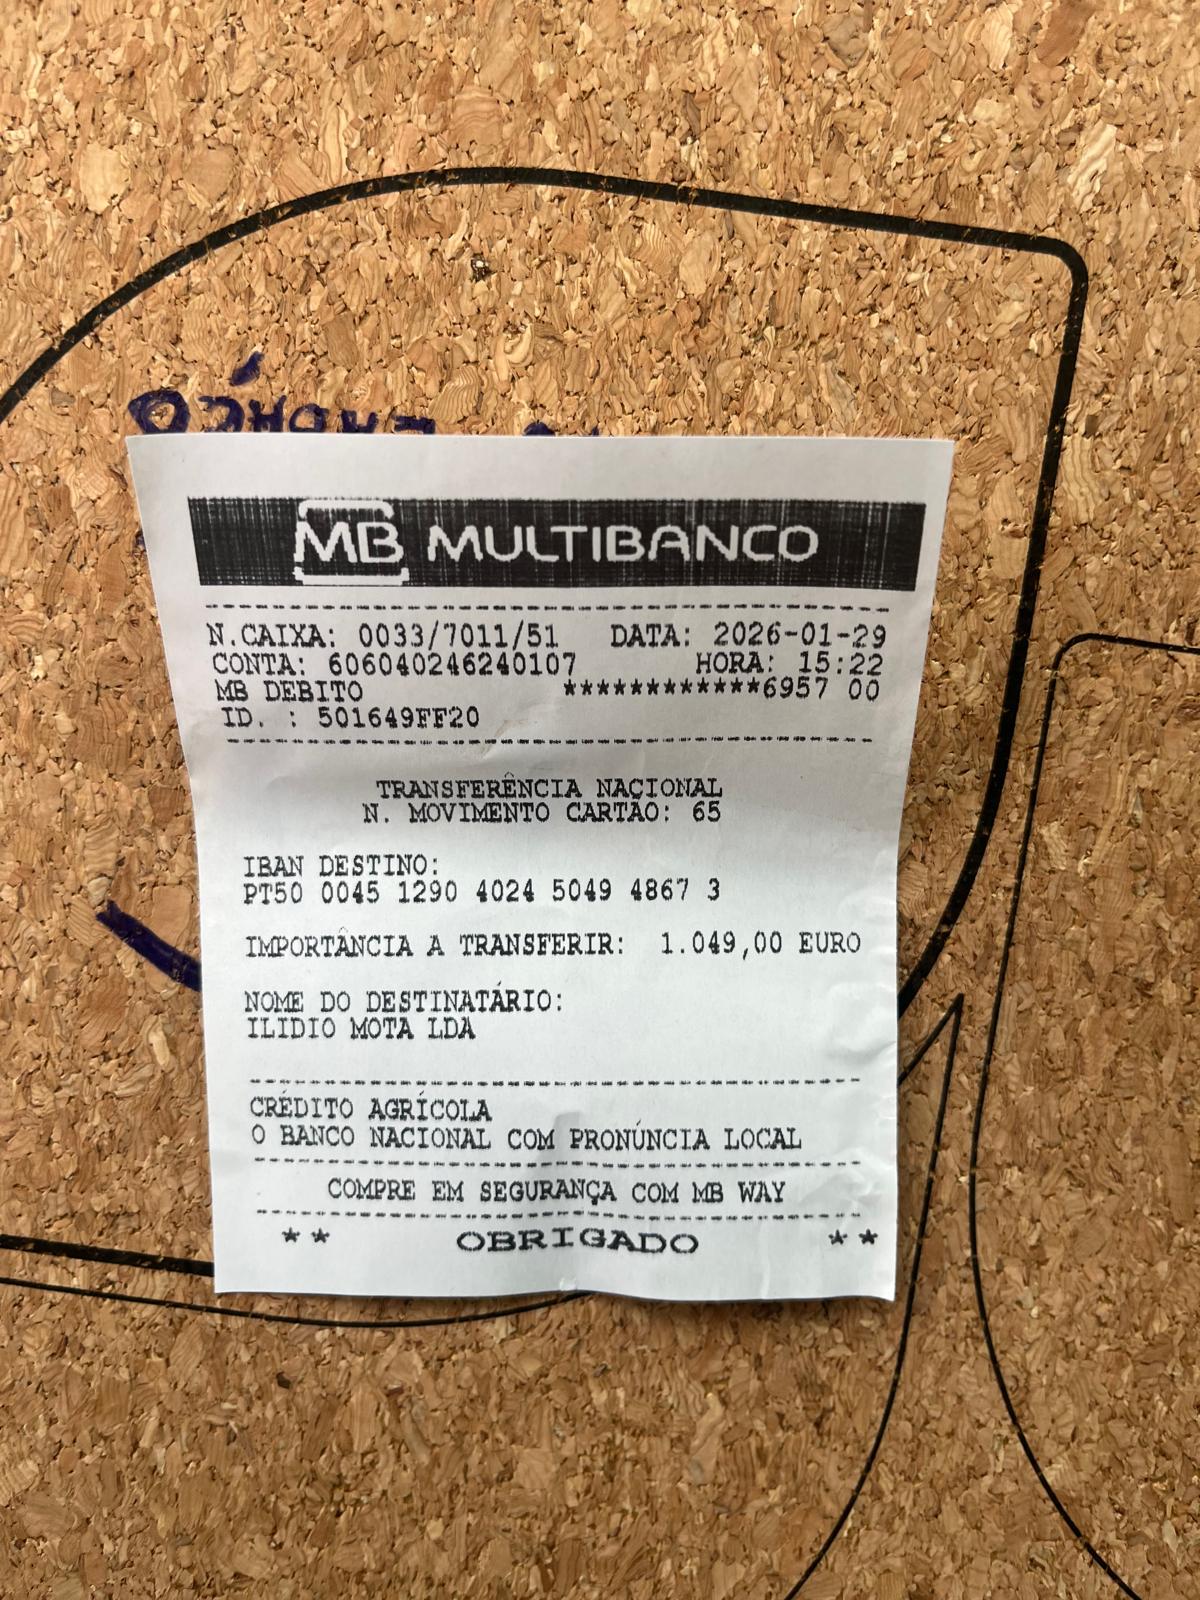 MB MULTIBANCO
N.CAIXA: 0033/7011/51 DATA: 2026-01-29
CONTA: 606040246240107 HORA: 15:22
MB DEBITO ************6957 00
ID. : 501649FF20
TRANSFERÊNCIA NACIONAL
N. MOVIMENTO CARTAO: 65
IBAN DESTINO:
PT50 0045 1290 4024 5049 4867 3
IMPORTÂNCIA A TRANSFERIR: 1.049,00 EURO
NOME DO DESTINATÁRIO:
ILIDIO MOTA LDA
CRÉDITO AGRÍCOLA
O BANCO NACIONAL COM PRONÚNCIA LOCAL
COMPRE EM SEGURANÇA COM MB WAY
** OBRIGADO **